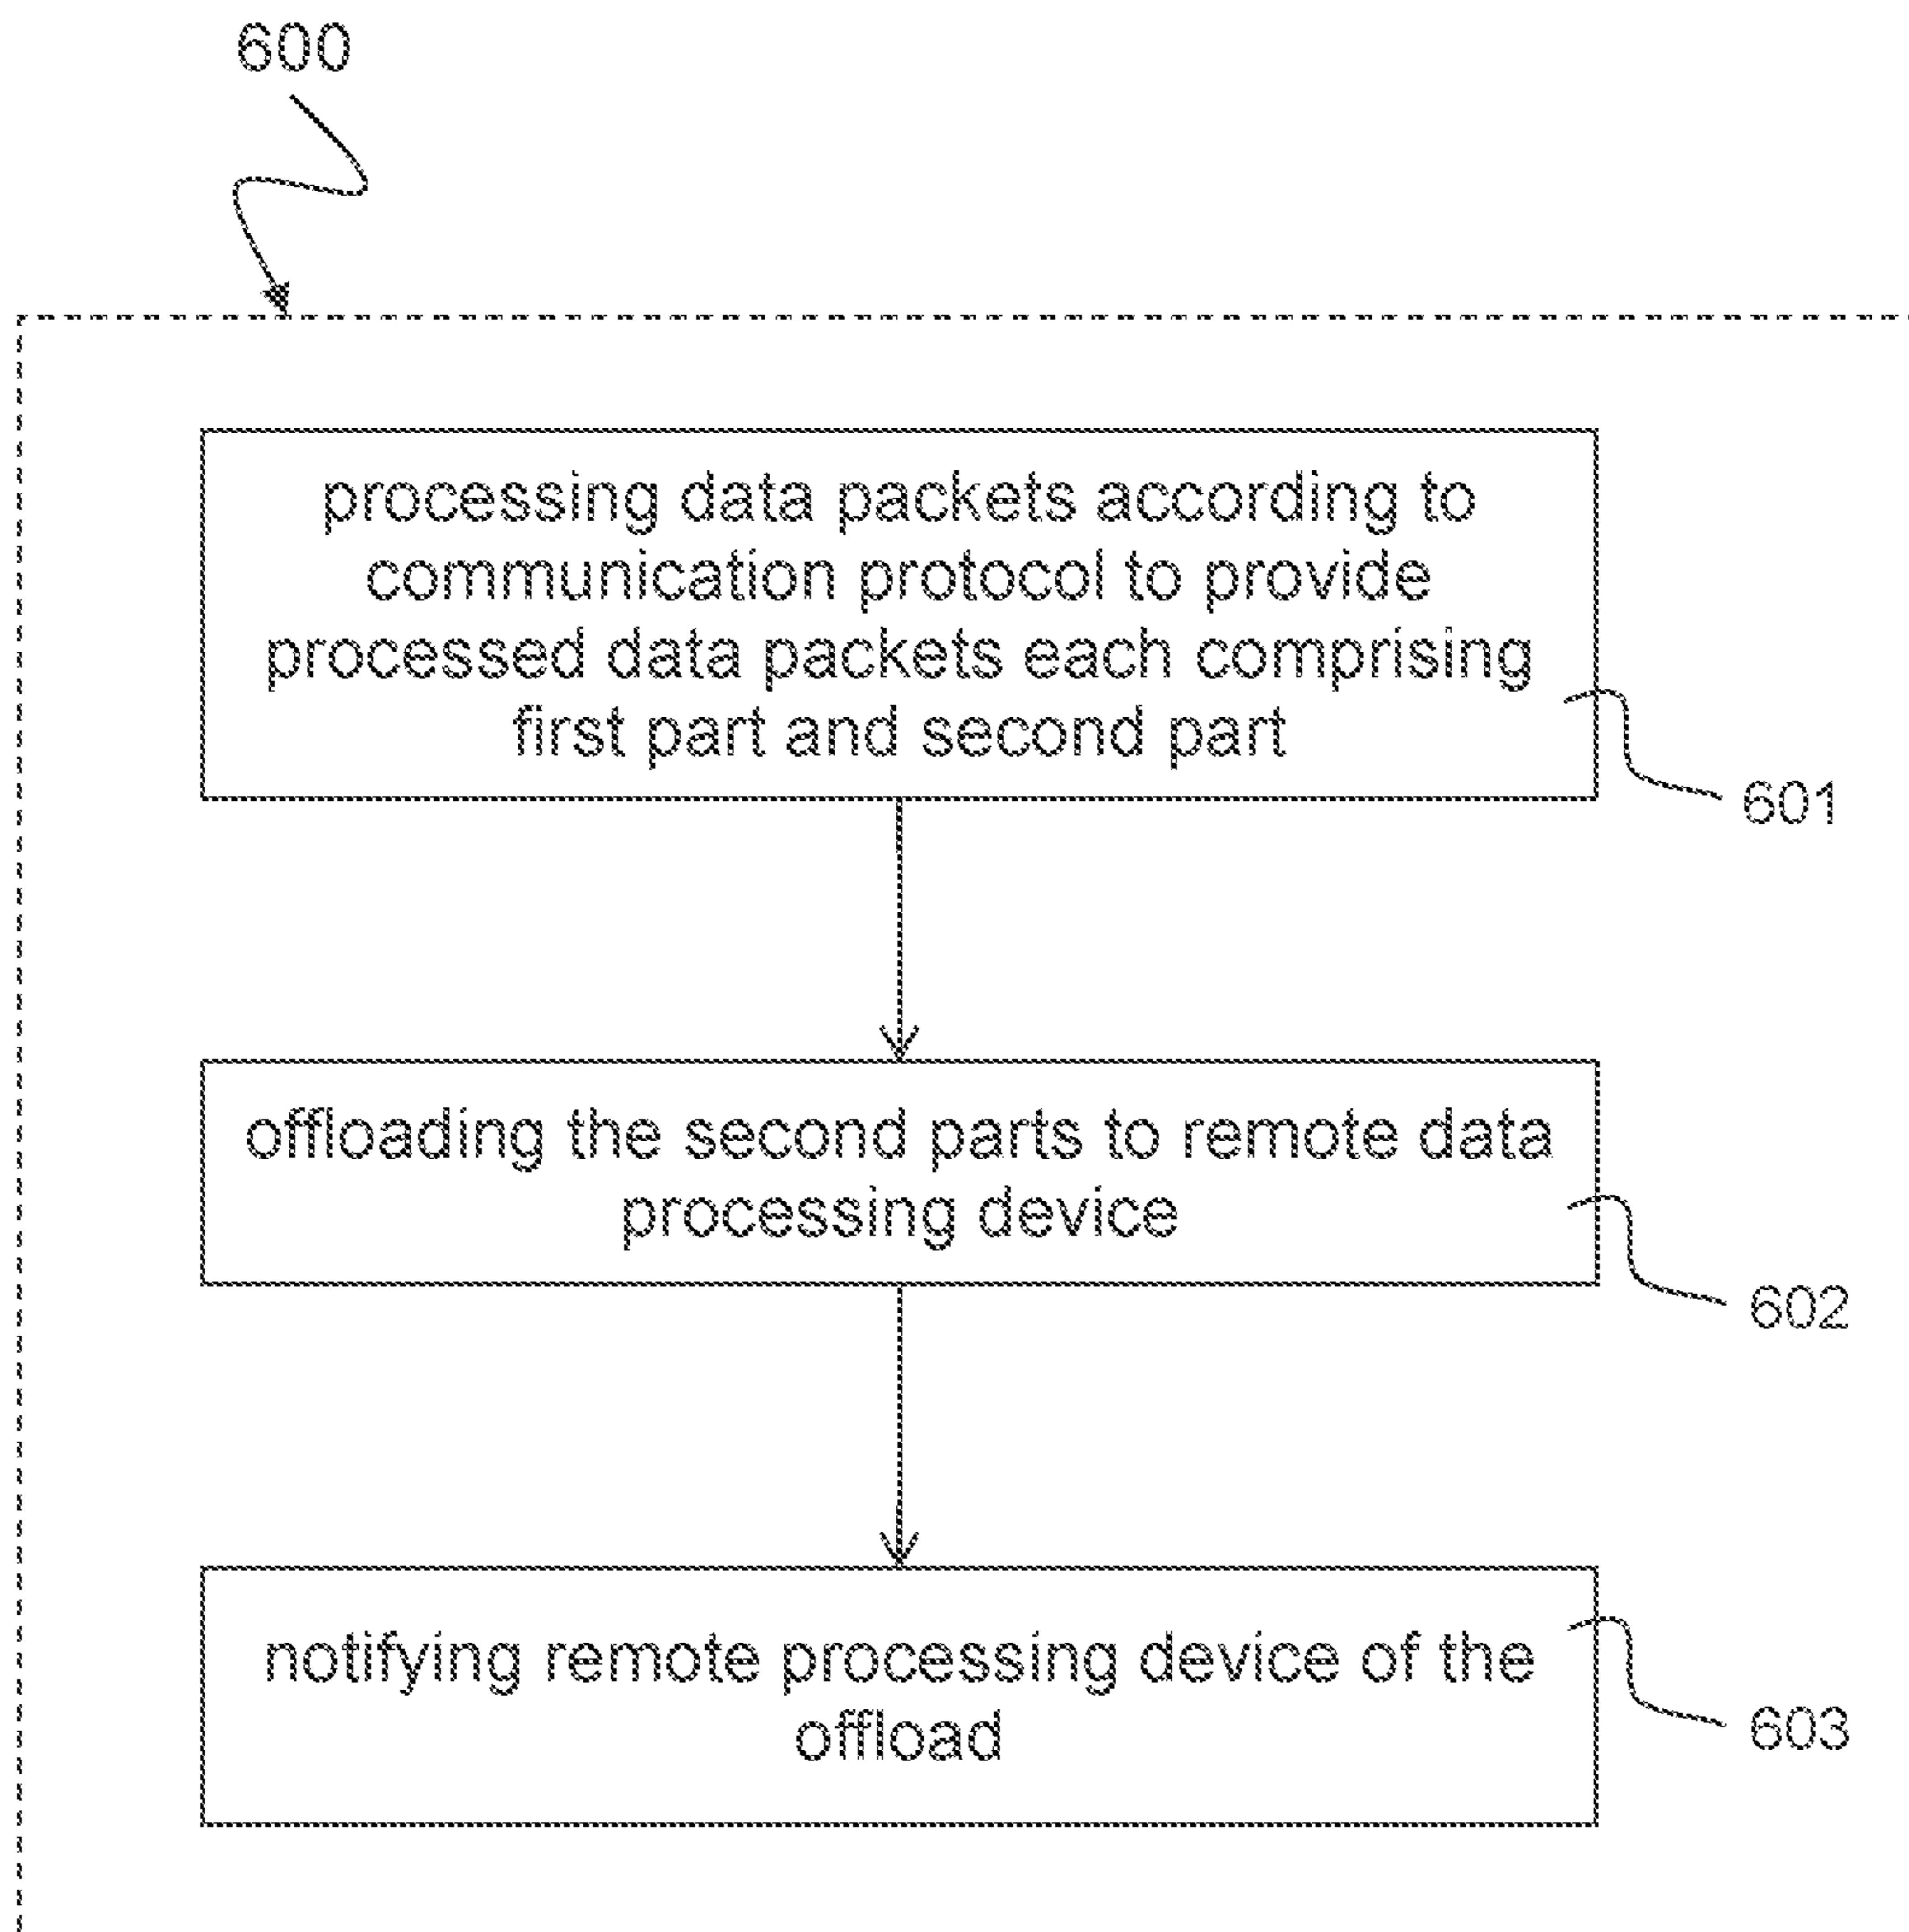 600
processing data packets according to
communication protocol to provide
processed data packets each comprising
first part and second part
601
offloading the second parts to remote data
processing device
602
notifying remote processing device of the
offload
603